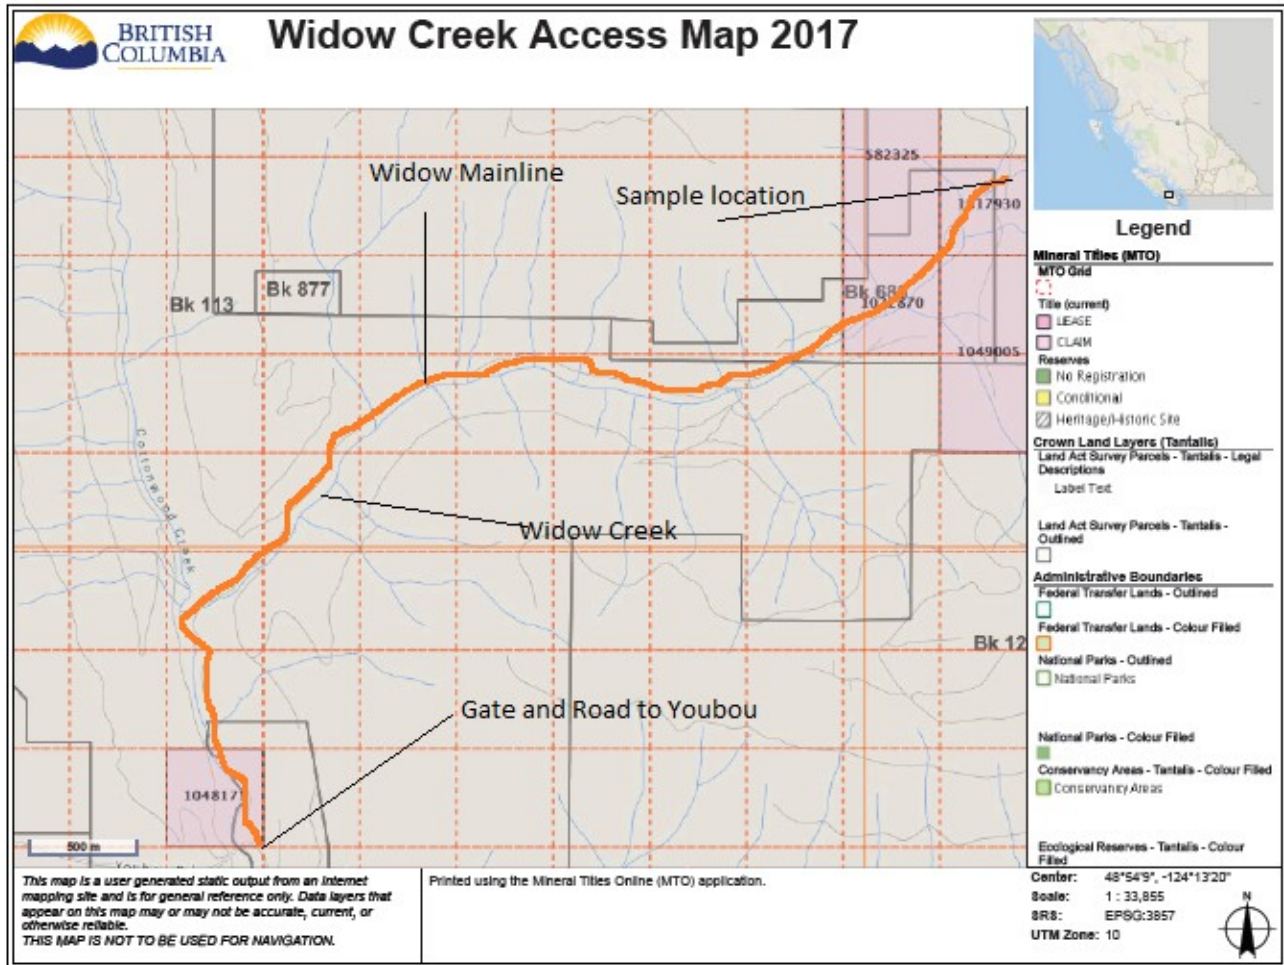 BRITISH
COLUMBIA
Widow Creek Access Map 2017
582325
Widow Mainline
Sample location
Bk 877
Bk 113
1049005
Cottonwood Creek
Widow Creek
Bk 12
Gate and Road to Youbou
500 m
Legend
Mineral Titles (MTO)
MTO Grid
Title (current)
LEASE
CLAIM
Reserves
No Registration
Conditional
Heritage/Historic Site
Crown Land Layers (Tantalis)
Land Act Survey Parcels - Tantalis - Legal
Descriptions
Label Text
Land Act Survey Parcels - Tantalis -
Outlined
Administrative Boundaries
Federal Transfer Lands - Outlined
Federal Transfer Lands - Colour Filled
National Parks - Outlined
National Parks
National Parks - Colour Filled
Conservancy Areas - Tantalis - Colour Filled
Conservancy Areas
Ecological Reserves - Tantalis - Colour
Filled
This map is a user generated static output from an Internet
mapping site and is for general reference only. Data layers that
appear on this map may or may not be accurate, current, or
otherwise reliable.
THIS MAP IS NOT TO BE USED FOR NAVIGATION.
Printed using the Mineral Titles Online (MTO) application.
Center: 48°54'9", -124°13'20"
Scale: 1 : 33,855
SRS: EPSG:3857
UTM Zone: 10
N